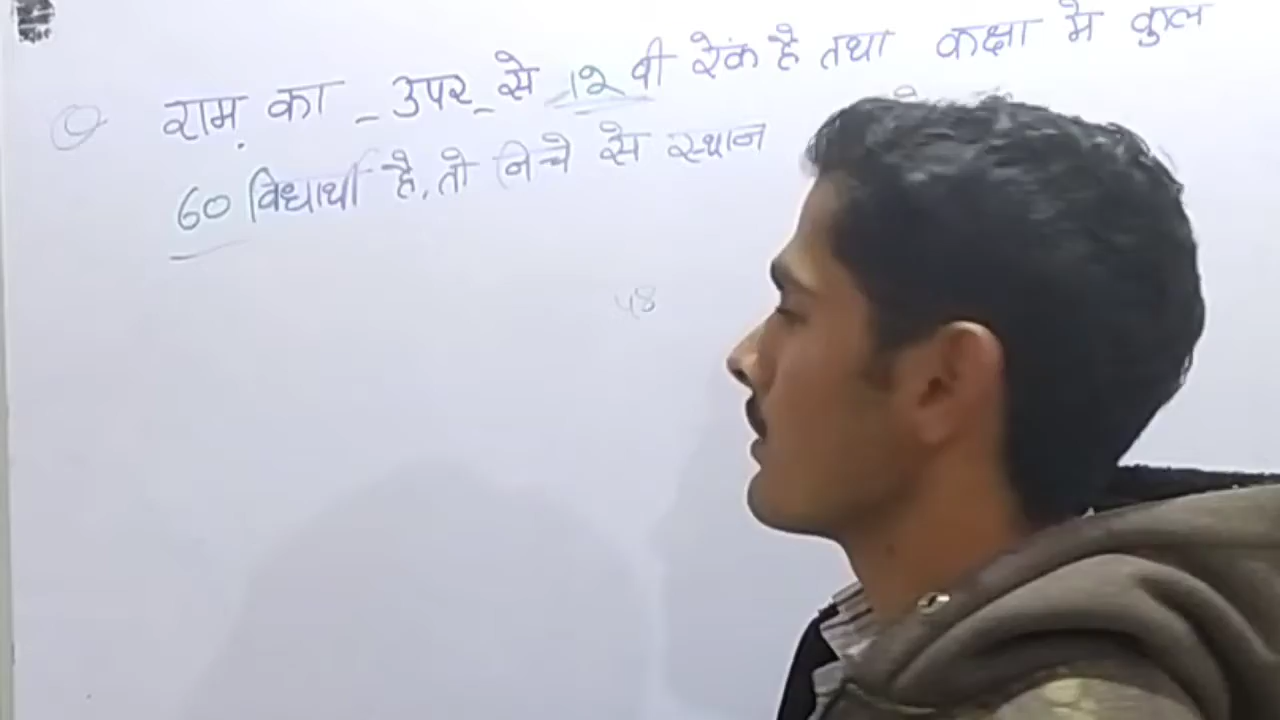 Q राम का - उपर - से 12 वी रेंक है तथा कक्षा मे कुल
60 विधार्थी है, तो निचे से स्थान
48